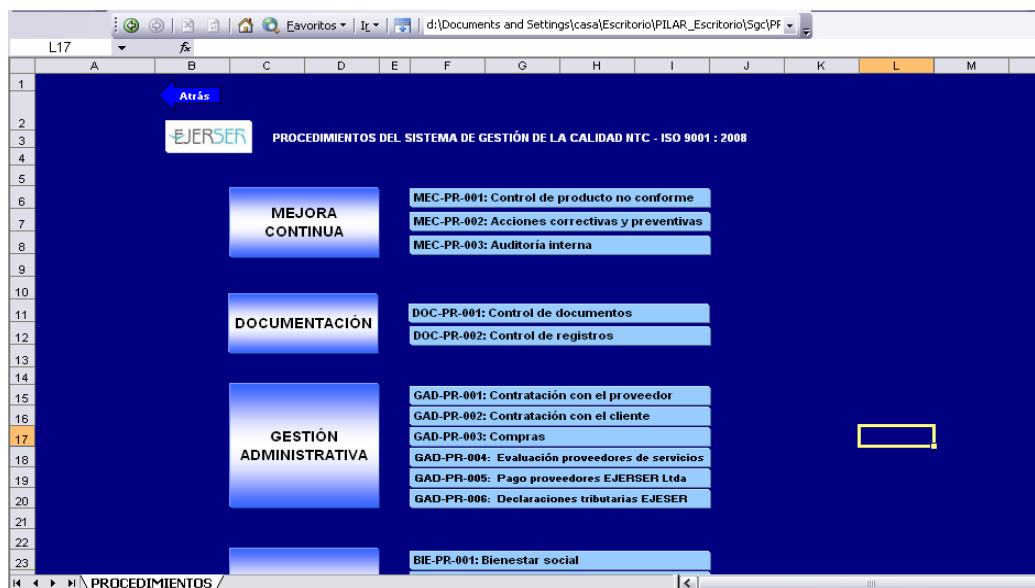 Favoritos
Ir
d:\Documents and Settings\casa\Escritorio\PILAR_Escritorio\Sgc\PF
L17
fx
A B C D E F G H I J K L M
1
Atrás
2
EJERSER
PROCEDIMIENTOS DEL SISTEMA DE GESTIÓN DE LA CALIDAD NTC - ISO 9001 : 2008
3
4
5
6
MEC-PR-001: Control de producto no conforme
MEJORA
CONTINUA
7
MEC-PR-002: Acciones correctivas y preventivas
8
MEC-PR-003: Auditoría interna
9
10
11
DOC-PR-001: Control de documentos
DOCUMENTACIÓN
12
DOC-PR-002: Control de registros
13
14
15
GAD-PR-001: Contratación con el proveedor
16
GAD-PR-002: Contratación con el cliente
17
GESTIÓN
ADMINISTRATIVA
GAD-PR-003: Compras
18
GAD-PR-004: Evaluación proveedores de servicios
19
GAD-PR-005: Pago proveedores EJERSER Ltda
20
GAD-PR-006: Declaraciones tributarias EJESER
21
22
23
BIE-PR-001: Bienestar social
PROCEDIMIENTOS